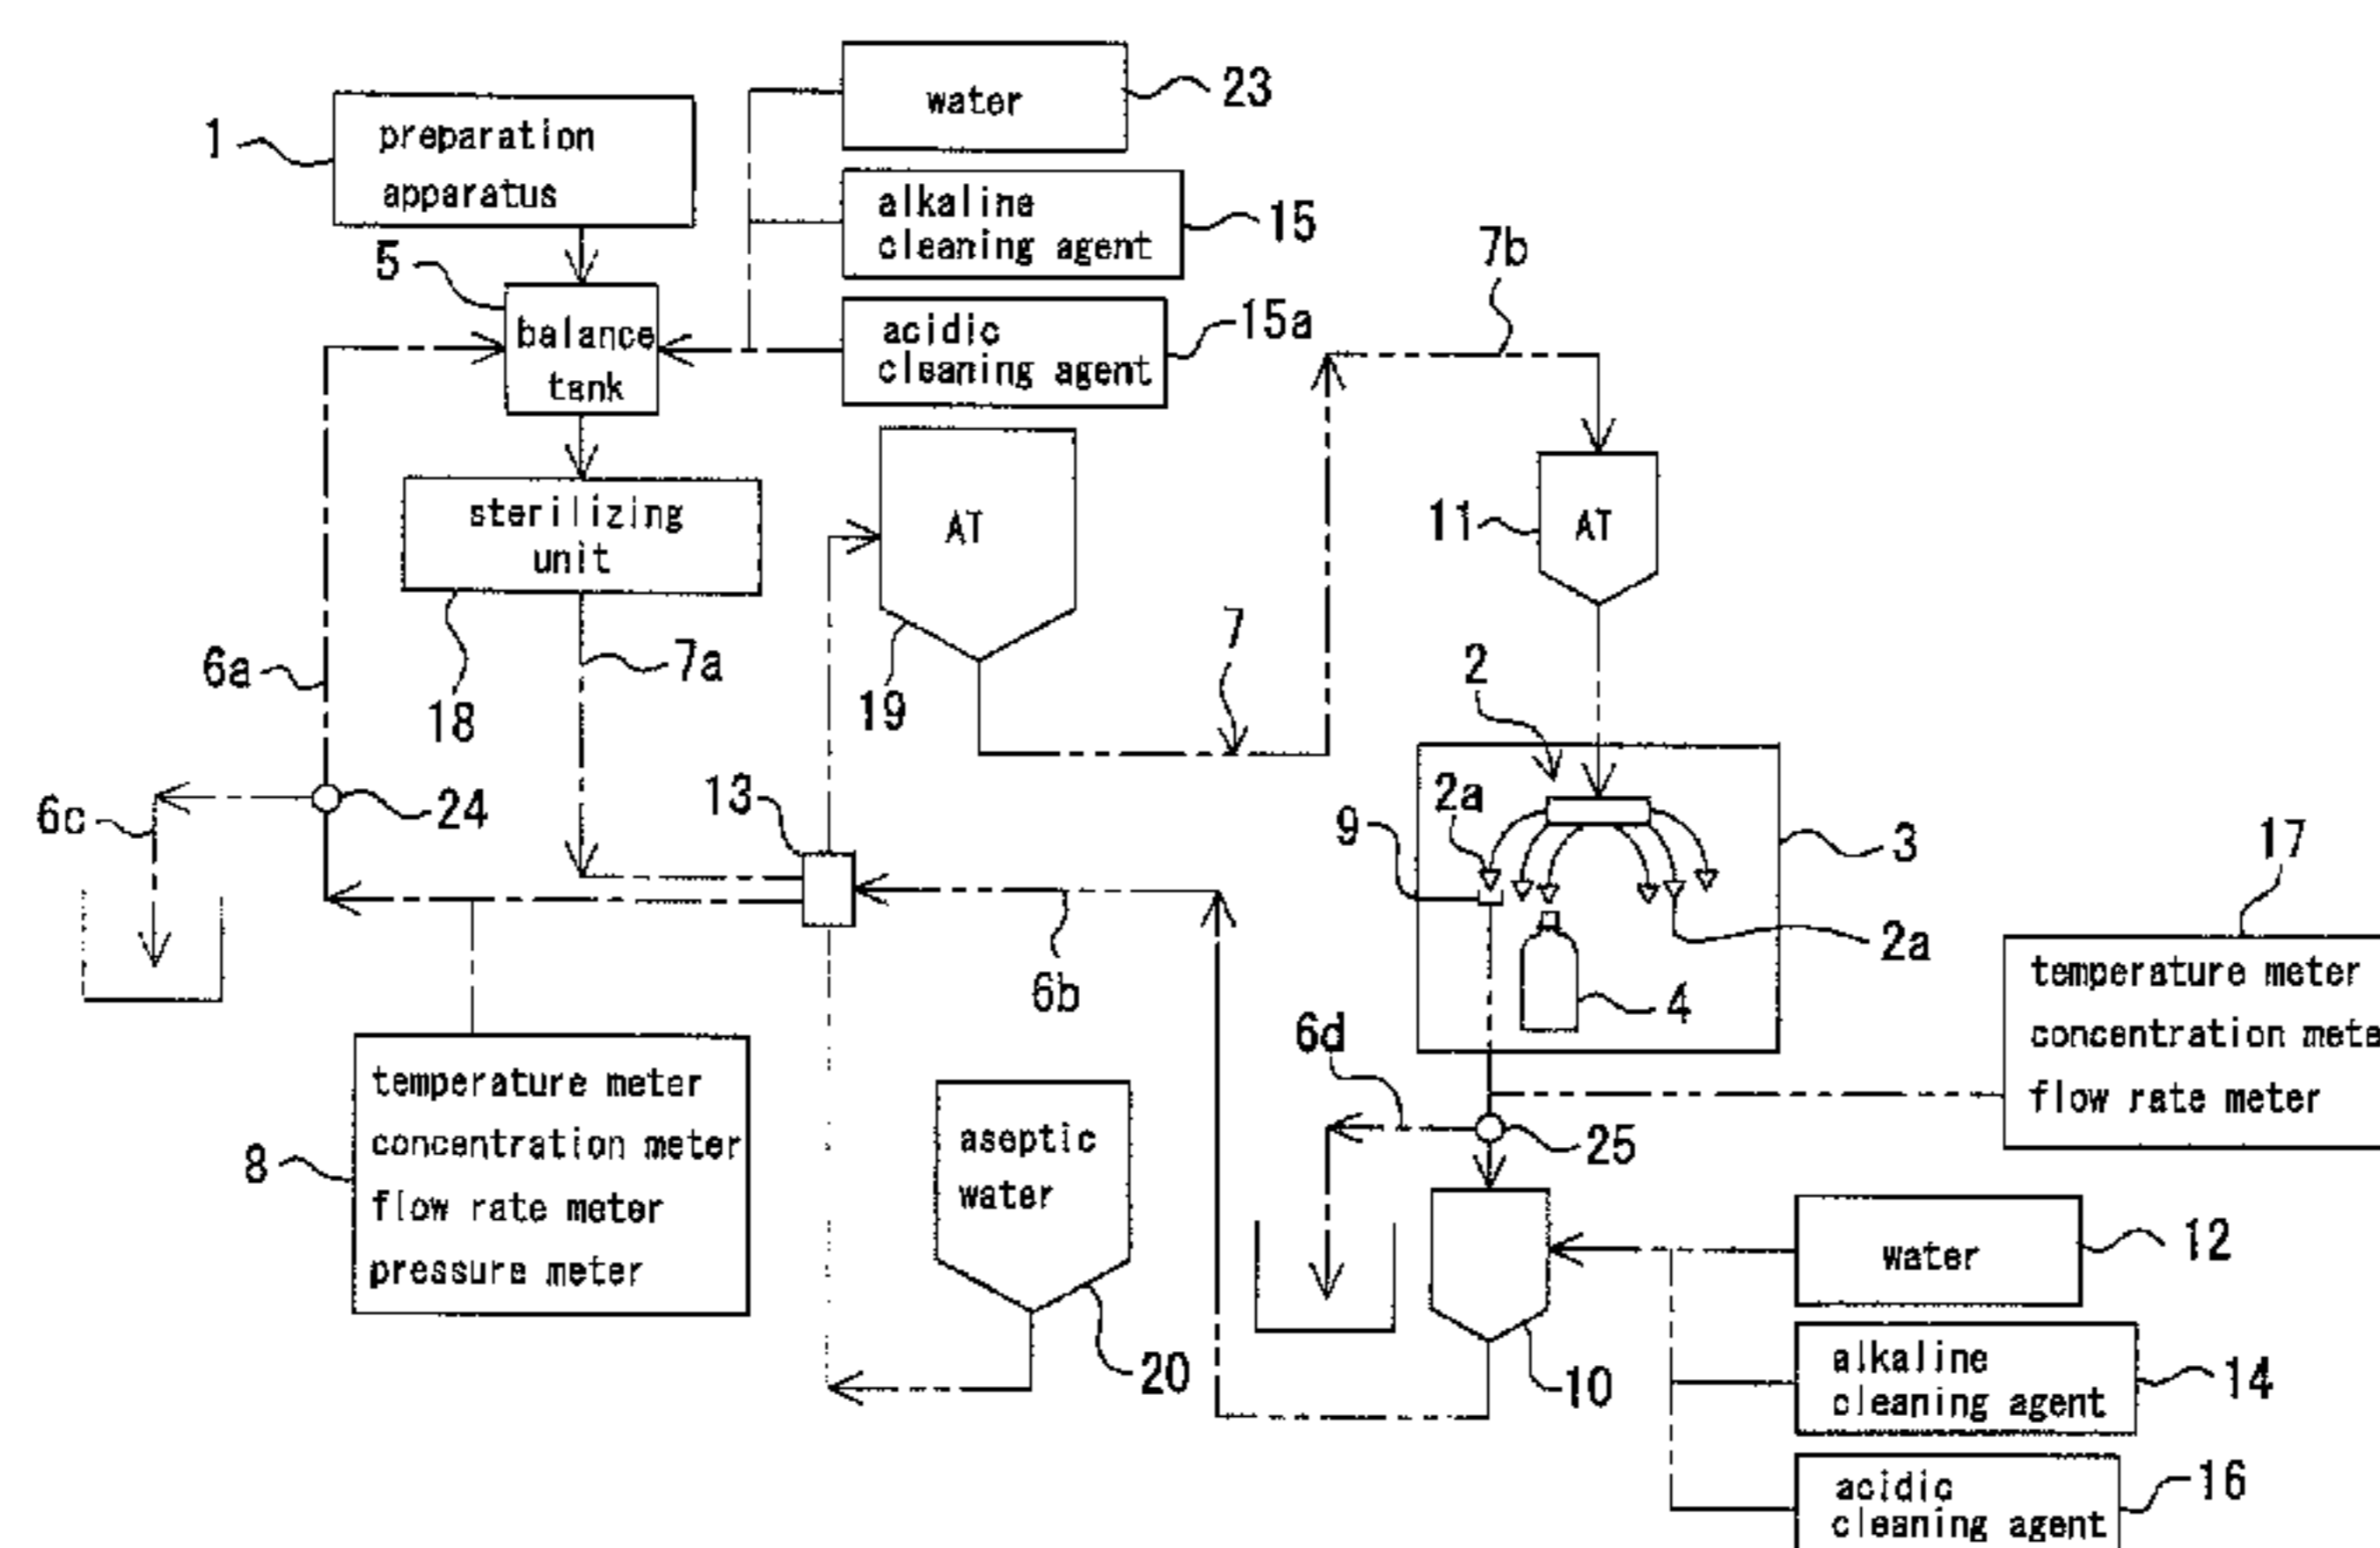 water
23
1
preparation
apparatus
alkaline
cleaning agent
15
5
7b
balance
tank
acidic
cleaning agent
15a
sterilizing
unit
AT
11
AT
6a
7a
18
19
7
2
6c
24
13
9
2a
3
17
6b
4
2a
temperature meter
concentration mete
flow rate meter
6d
25
8
temperature meter
concentration meter
flow rate meter
pressure meter
aseptic
water
20
10
water
12
alkaline
cleaning agent
14
acidic
cleaning agent
16